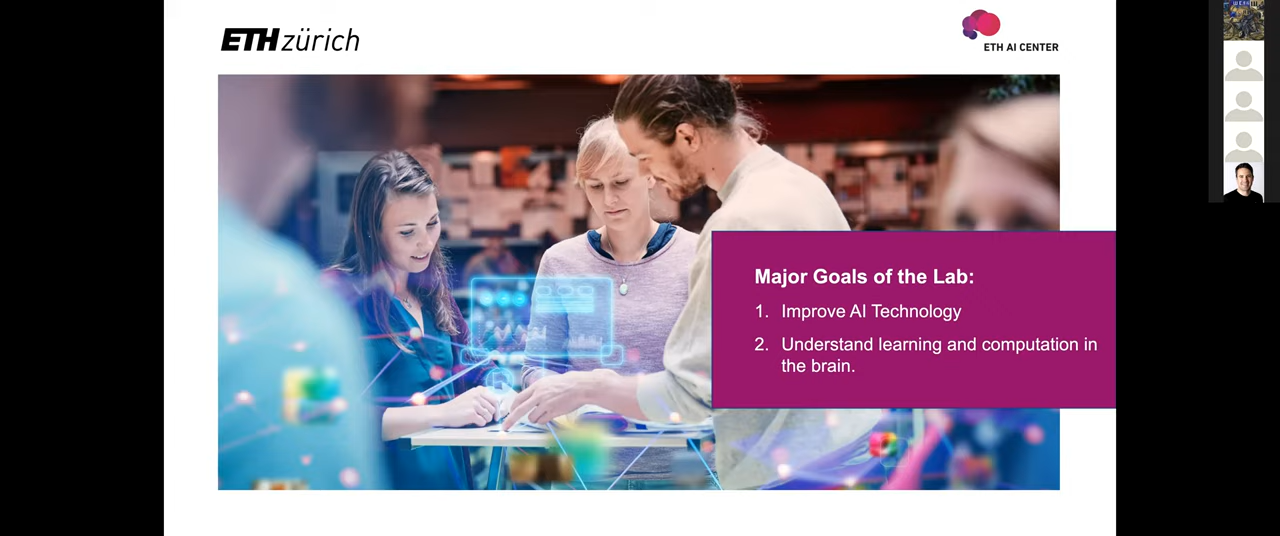 ETH zürich
ETH AI CENTER
Major Goals of the Lab:
1. Improve AI Technology
2. Understand learning and computation in
the brain.